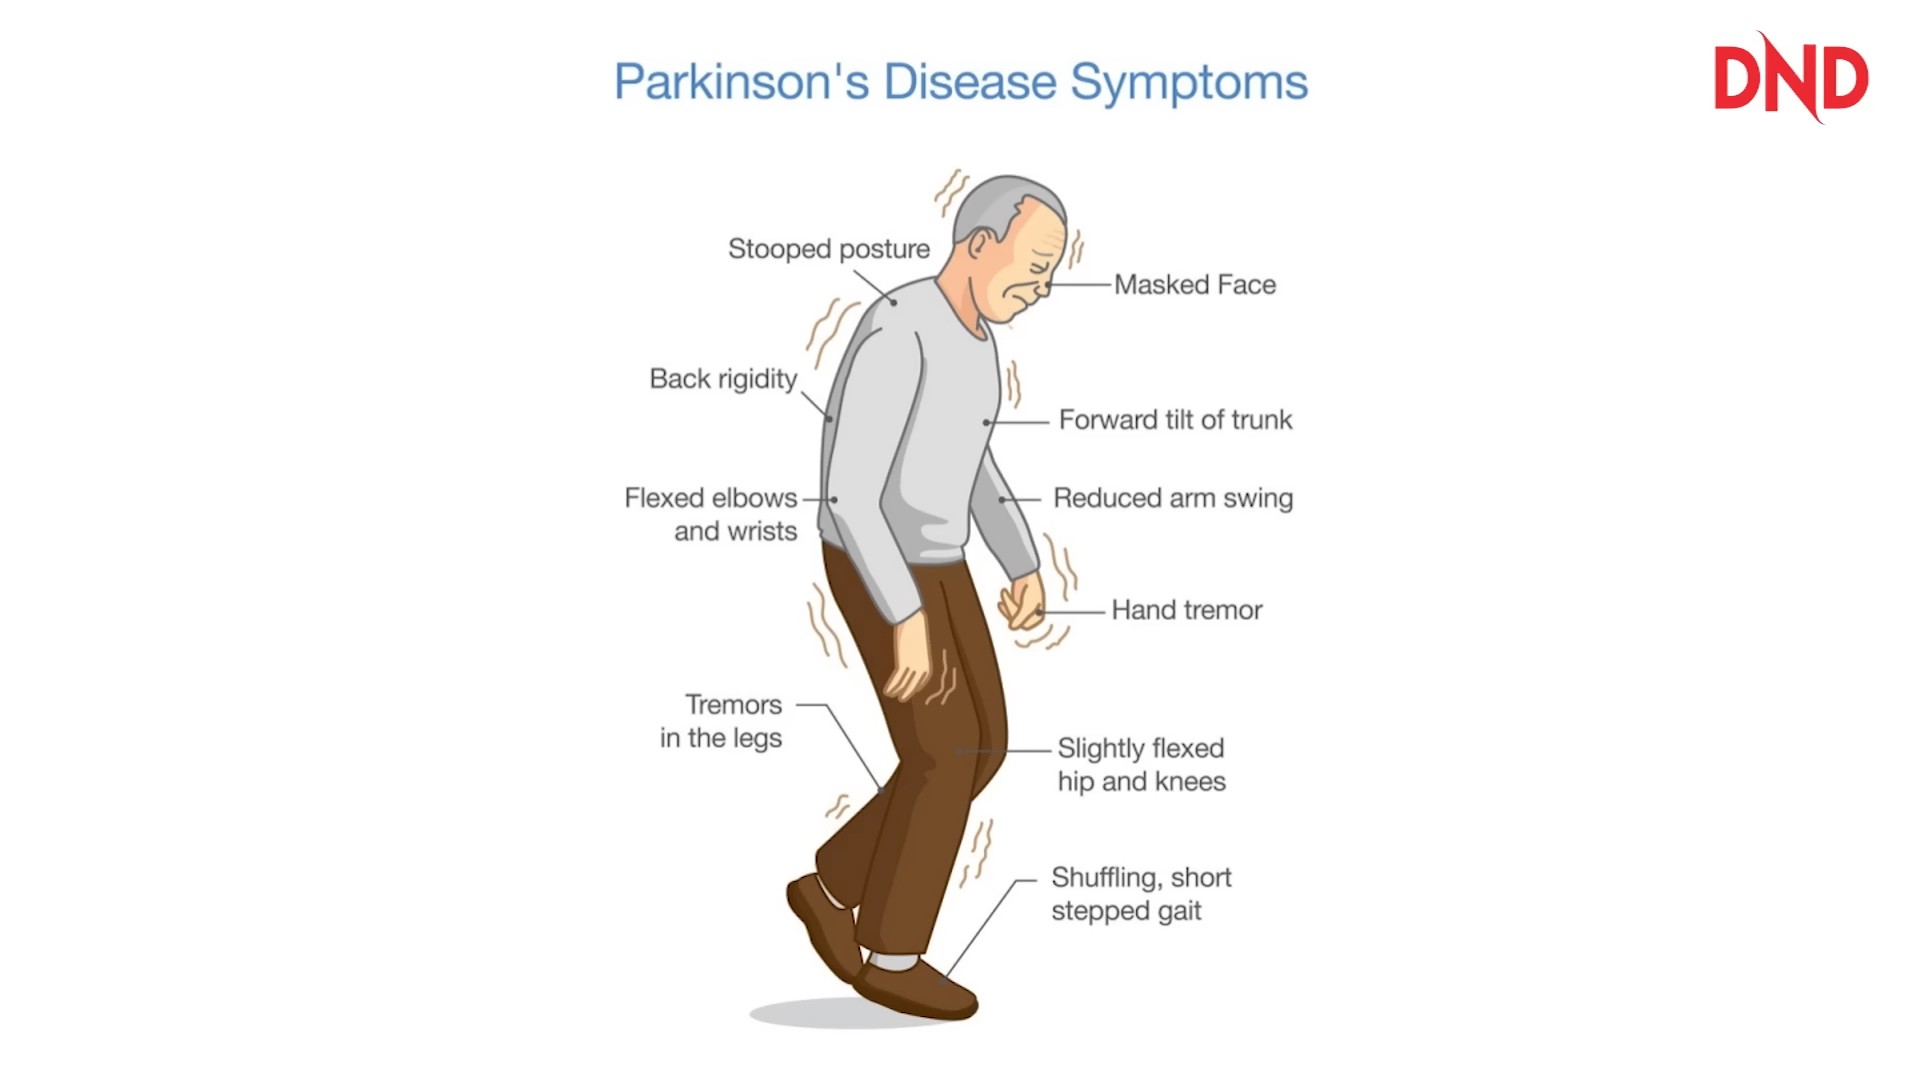 Parkinson's Disease Symptoms
DND
Stooped posture
Masked Face
Back rigidity
Forward tilt of trunk
Flexed elbows
and wrists
Reduced arm swing
Hand tremor
Tremors
in the legs
Slightly flexed
hip and knees
Shuffling, short
stepped gait